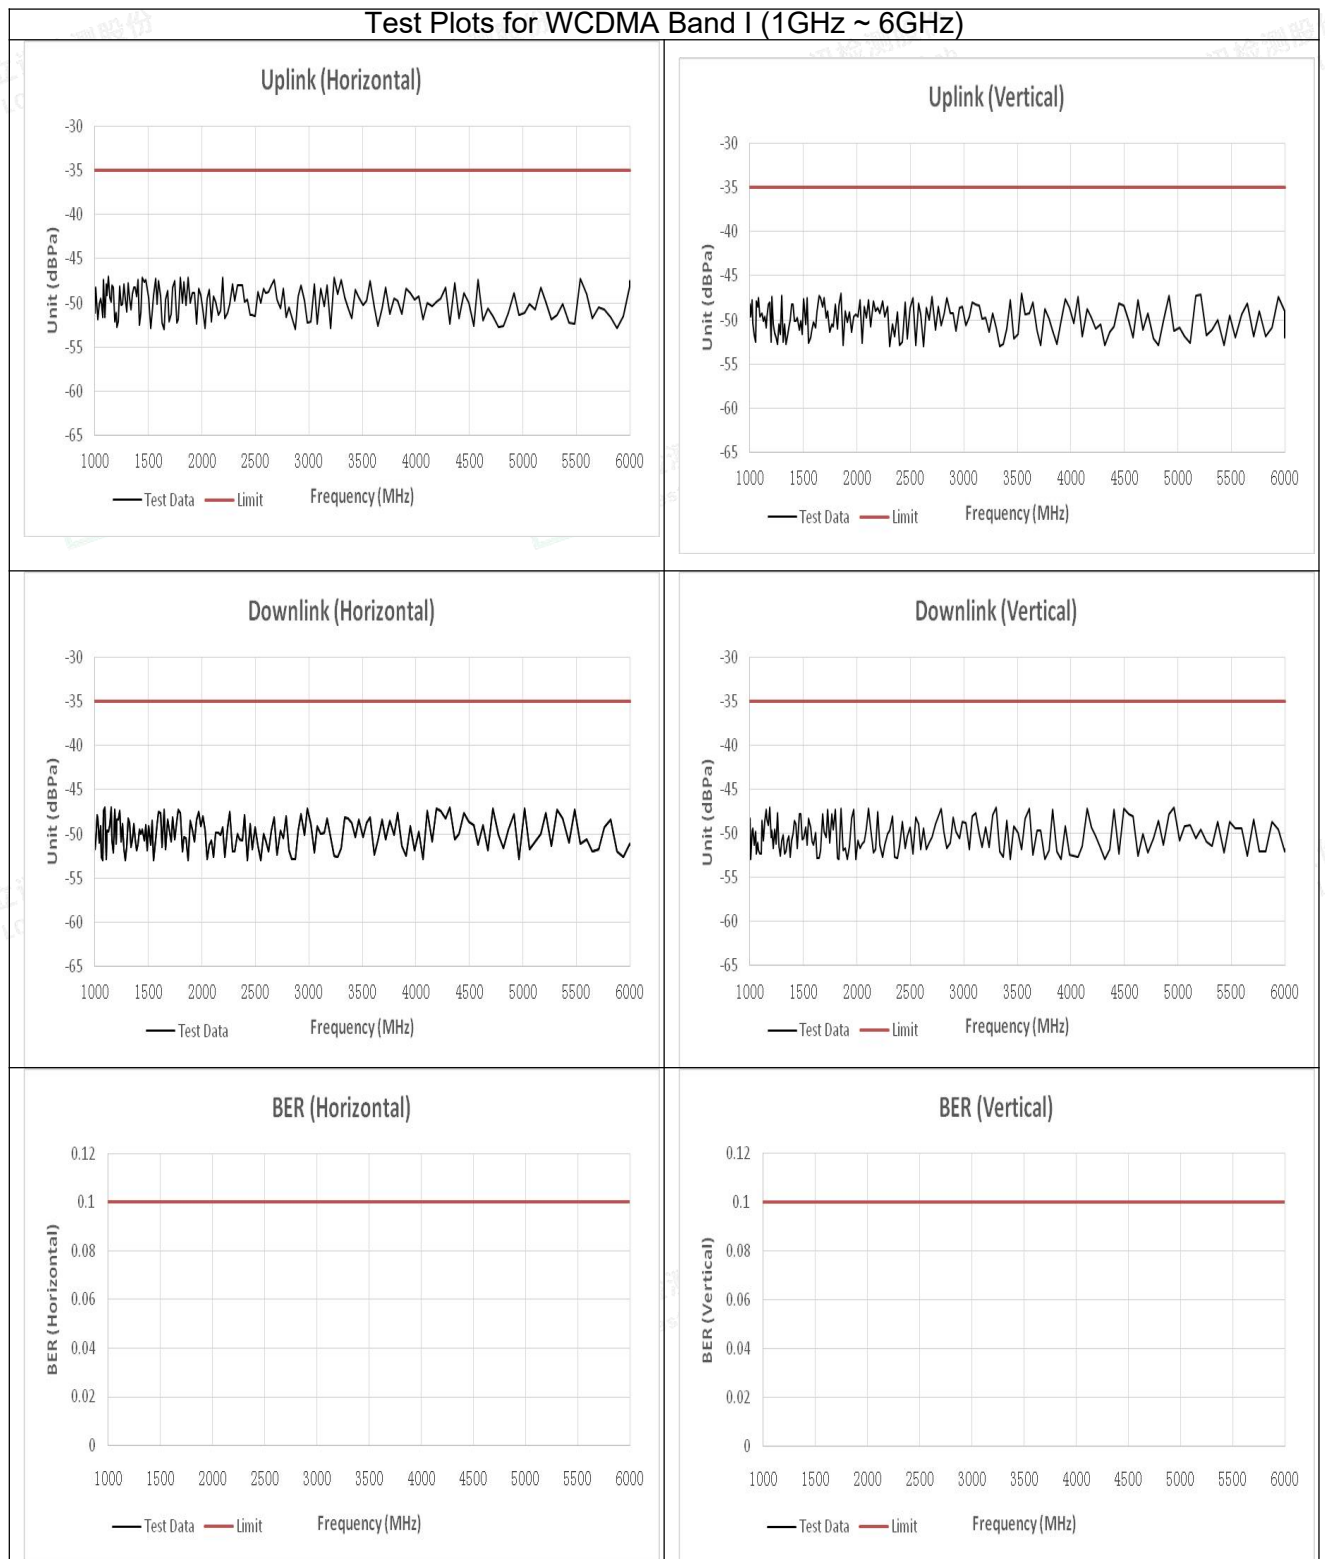 Test Plots for WCDMA Band I (1GHz ~ 6GHz)
Uplink (Horizontal)
-30
-35
-40
-45
-50
-55
-60
-65
Unit (dBPa)
1000 1500 2000 2500 3000 3500 4000 4500 5000 5500 6000
Test Data Limit Frequency (MHz)
Uplink (Vertical)
-30
-35
-40
-45
-50
-55
-60
-65
Unit (dBPa)
1000 1500 2000 2500 3000 3500 4000 4500 5000 5500 6000
Test Data Limit Frequency (MHz)
Downlink (Horizontal)
-30
-35
-40
-45
-50
-55
-60
-65
Unit (dBPa)
1000 1500 2000 2500 3000 3500 4000 4500 5000 5500 6000
Test Data Frequency (MHz)
Downlink (Vertical)
-30
-35
-40
-45
-50
-55
-60
-65
Unit (dBPa)
1000 1500 2000 2500 3000 3500 4000 4500 5000 5500 6000
Test Data Limit Frequency (MHz)
BER (Horizontal)
0.12
0.1
0.08
0.06
0.04
0.02
0
BER (Horizontal)
1000 1500 2000 2500 3000 3500 4000 4500 5000 5500 6000
Test Data Limit Frequency (MHz)
BER (Vertical)
0.12
0.1
0.08
0.06
0.04
0.02
0
BER (Vertical)
1000 1500 2000 2500 3000 3500 4000 4500 5000 5500 6000
Test Data Limit Frequency (MHz)